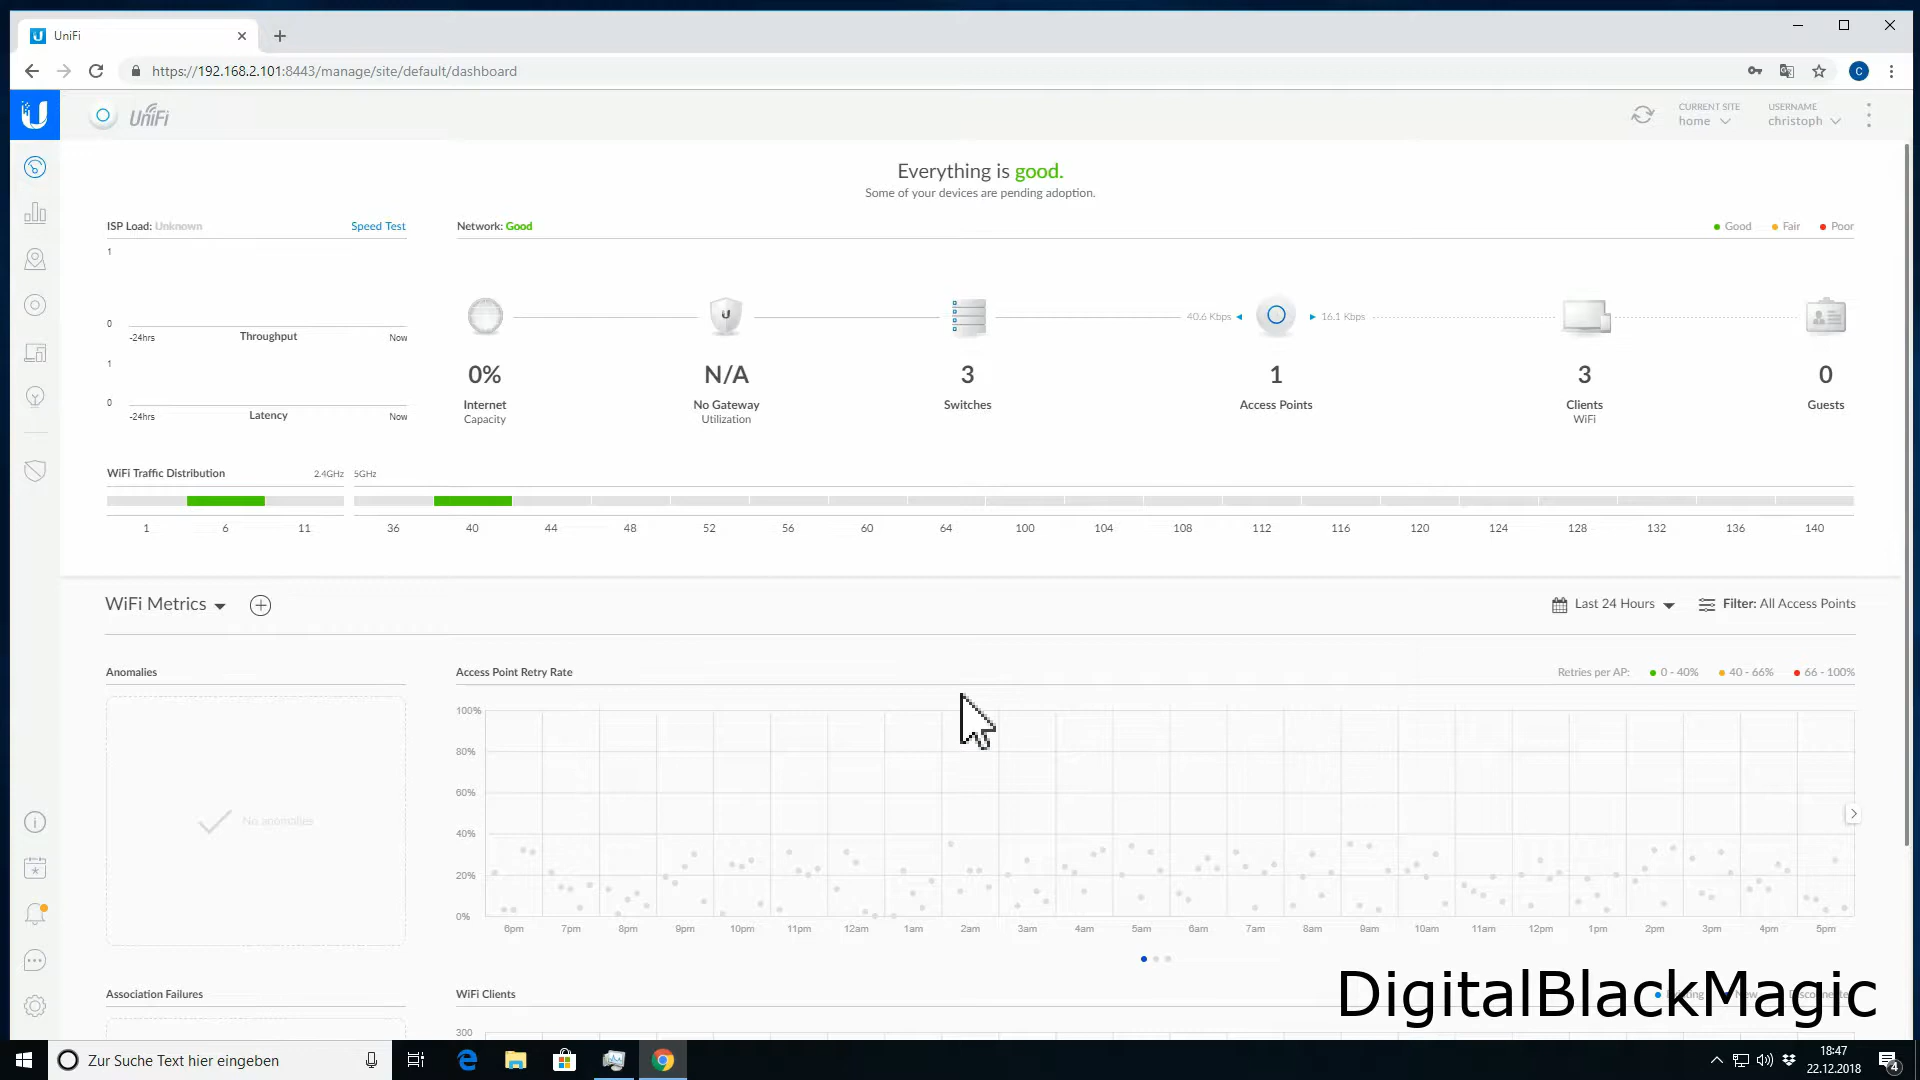 UniFi
https://192.168.2.101:8443/manage/site/default/dashboard
C
UniFi
CURRENT SITE
home
USERNAME
christoph
Everything is good.
Some of your devices are pending adoption.
ISP Load: Unknown
Speed Test
Network: Good
Good
Fair
Poor
1
0
-24hrs
Throughput
Now
1
0
-24hrs
Latency
Now
40.6 Kbps
16.1 Kbps
0%
Internet
Capacity
N/A
No Gateway
Utilization
3
Switches
1
Access Points
3
Clients
WiFi
0
Guests
WiFi Traffic Distribution
2.4GHz
5GHz
1 6 11 36 40 44 48 52 56 60 64 100 104 108 112 116 120 124 128 132 136 140
WiFi Metrics
Last 24 Hours
Filter: All Access Points
Anomalies
No anomalies
Access Point Retry Rate
Retries per AP:
0 - 40%
40 - 66%
66 - 100%
100%
80%
60%
40%
20%
0%
6pm 7pm 8pm 9pm 10pm 11pm 12am 1am 2am 3am 4am 5am 6am 7am 8am 9am 10am 11am 12pm 1pm 2pm 3pm 4pm 5pm
Association Failures
WiFi Clients
300
DigitalBlackMagic
Zur Suche Text hier eingeben
18:47
22.12.2018
4